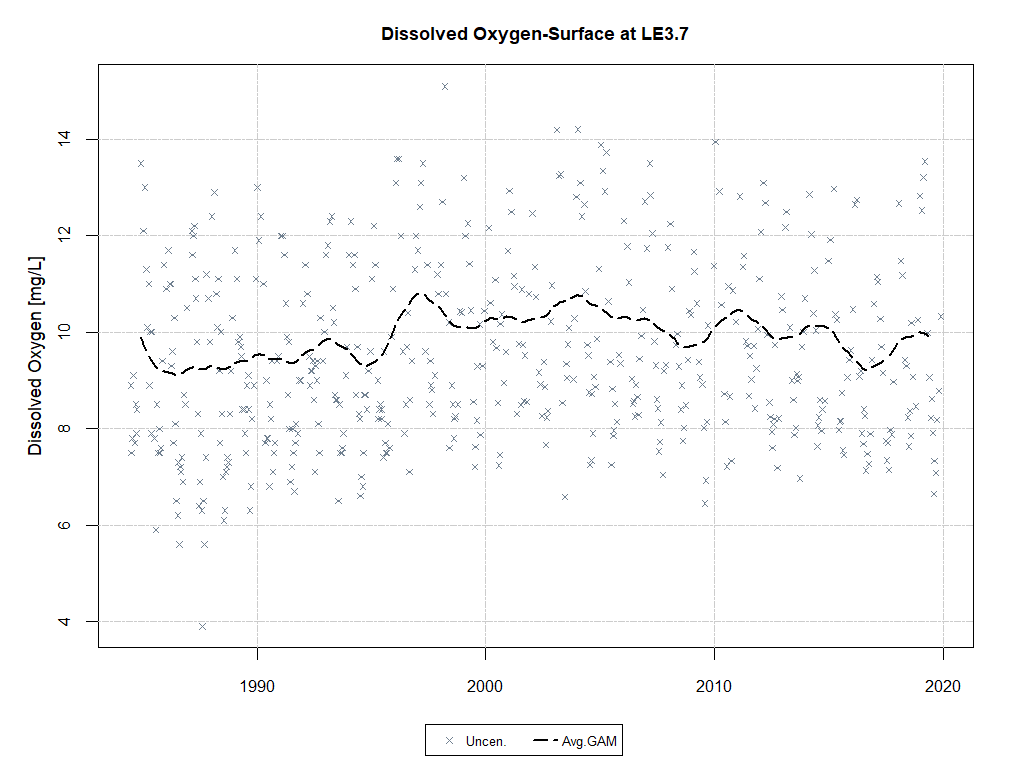 Dissolved Oxygen-Surface at LE3.7
Dissolved Oxygen [mg/L]
14
12
10
8
6
4
1990 2000 2010 2020
Uncen. Avg.GAM